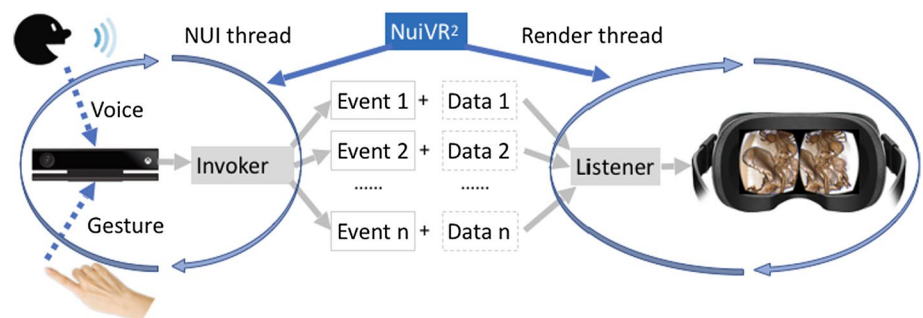 NUI thread
NuiVR²
Render thread
Voice
Event 1 + Data 1
Invoker
Event 2 + Data 2
Listener
...... ......
Gesture
Event n + Data n